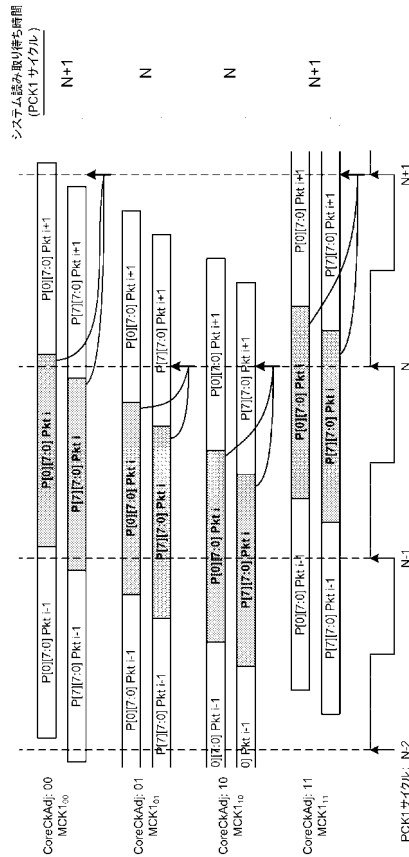 システム読み取り待ち時間
(PCK1 サイクル)
CoreCkAdj: 00
MCK1₀₀
P[0][7:0] Pkt i-1
P[0][7:0] Pkt i
P[0][7:0] Pkt i+1
P[7][7:0] Pkt i-1
P[7][7:0] Pkt i
P[7][7:0] Pkt i+1
N+1
CoreCkAdj: 01
MCK1₀₁
P[0][7:0] Pkt i-1
P[0][7:0] Pkt i
P[0][7:0] Pkt i+1
P[7][7:0] Pkt i-1
P[7][7:0] Pkt i
P[7][7:0] Pkt i+1
N
CoreCkAdj: 10
MCK1₁₀
0][7:0] Pkt i-1
P[0][7:0] Pkt i
P[0][7:0] Pkt i+1
0] Pkt i-1
P[7][7:0] Pkt i
P[7][7:0] Pkt i+1
N
CoreCkAdj: 11
MCK1₁₁
P[0][7:0] Pkt i-1
P[0][7:0] Pkt i
P[0][7:0] Pkt i+1
P[7][7:0] Pkt i-1
P[7][7:0] Pkt i
P[7][7:0] Pkt i+1
N+1
PCK1 サイクル: N-2
N-1
N
N+1